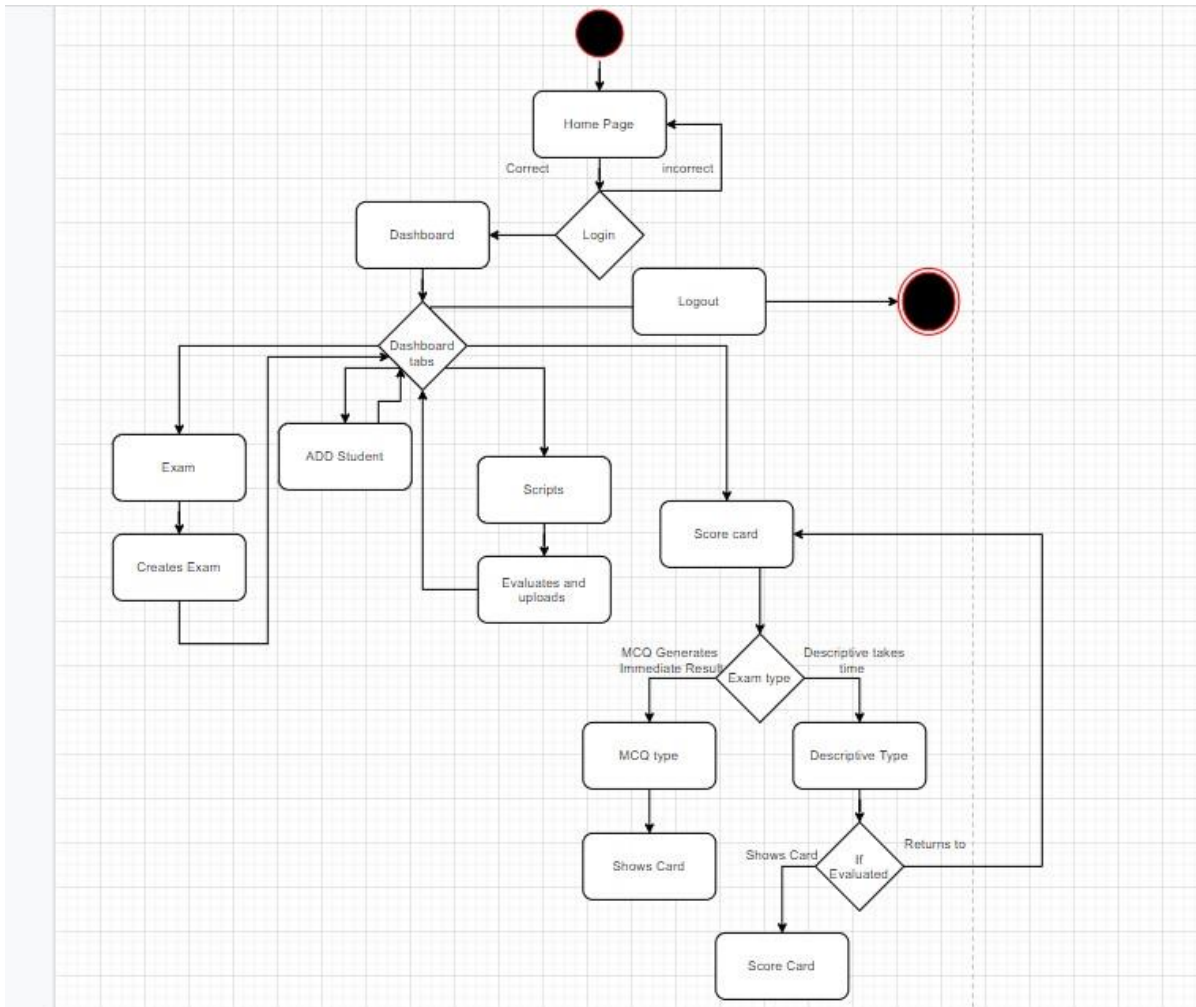 Home Page
Correct
incorrect
Dashboard
Login
Logout
Dashboard
tabs
Exam
ADD Student
Scripts
Score card
Creates Exam
Evaluates and
uploads
MCQ Generates
Immediate Result
Descriptive takes
time
Exam type
MCQ type
Descriptive Type
Shows Card
Shows Card
If
Evaluated
Returns to
Score Card